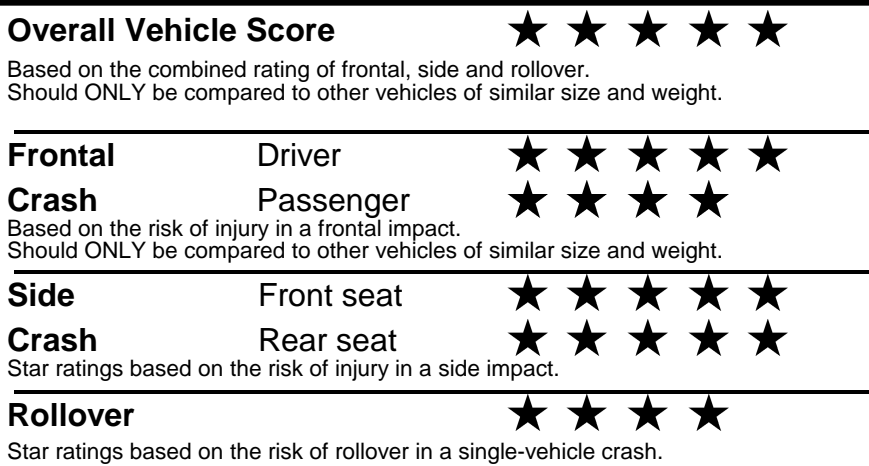 Overall Vehicle Score ★ ★ ★ ★ ★
Based on the combined rating of frontal, side and rollover.
Should ONLY be compared to other vehicles of similar size and weight.
Frontal Driver ★ ★ ★ ★ ★
Crash Passenger ★ ★ ★ ★
Based on the risk of injury in a frontal impact.
Should ONLY be compared to other vehicles of similar size and weight.
Side Front seat ★ ★ ★ ★ ★
Crash Rear seat ★ ★ ★ ★ ★
Star ratings based on the risk of injury in a side impact.
Rollover ★ ★ ★ ★
Star ratings based on the risk of rollover in a single-vehicle crash.